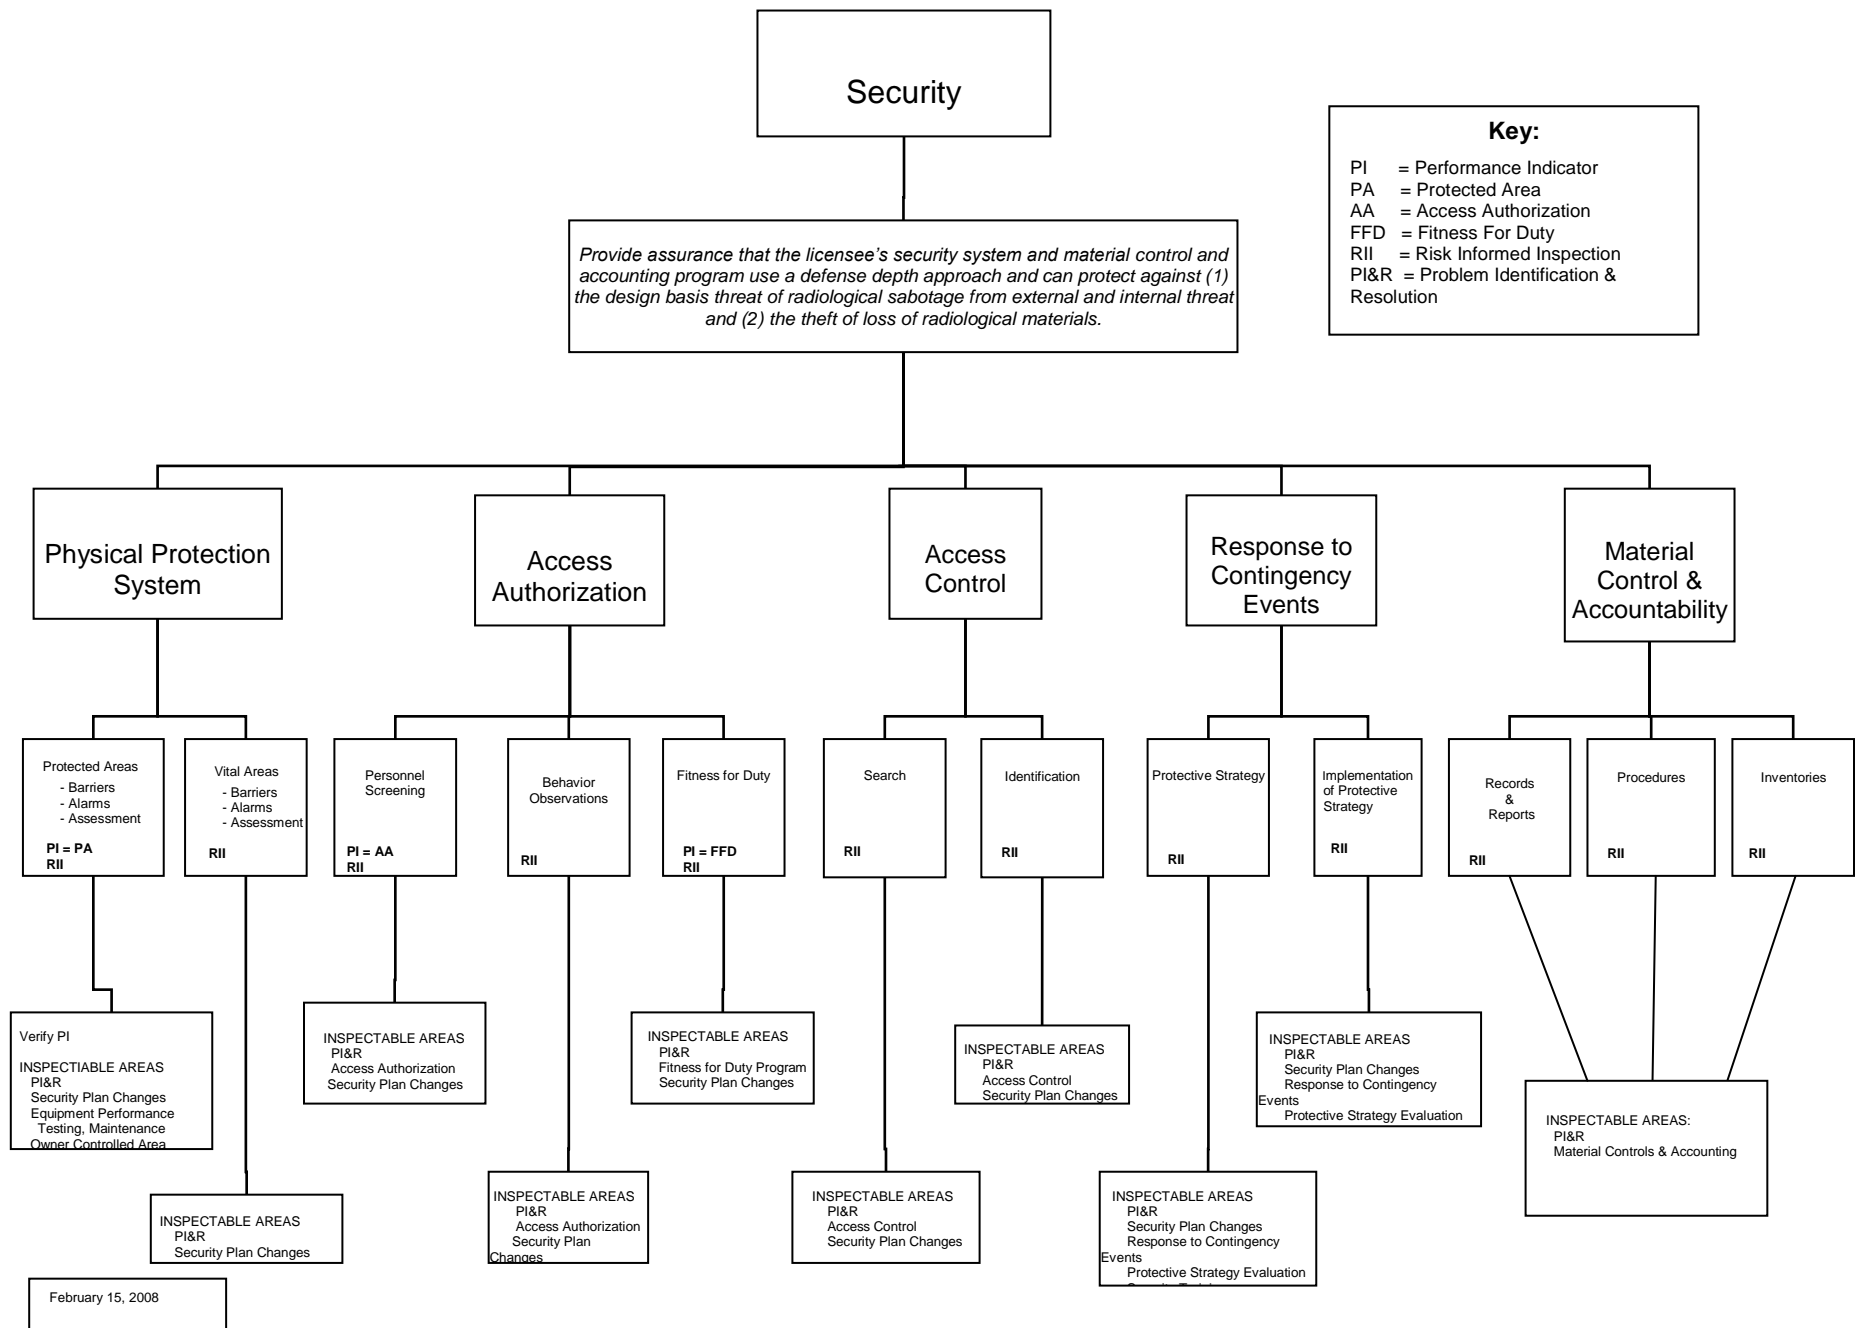 Security
Key:
PI = Performance Indicator
PA = Protected Area
AA = Access Authorization
FFD = Fitness For Duty
RII = Risk Informed Inspection
PI&R = Problem Identification &
Resolution
Provide assurance that the licensee's security system and material control and
accounting program use a defense depth approach and can protect against (1)
the design basis threat of radiological sabotage from external and internal threat
and (2) the theft of loss of radiological materials.
Physical Protection
System
Access
Authorization
Access
Control
Response to
Contingency
Events
Material
Control &
Accountability
Protected Areas
- Barriers
- Alarms
- Assessment
PI = PA
RII
Vital Areas
- Barriers
- Alarms
- Assessment
RII
Personnel
Screening
PI = AA
RII
Behavior
Observations
RII
Fitness for Duty
PI = FFD
RII
Search
RII
Identification
RII
Protective Strategy
RII
Implementation
of Protective
Strategy
RII
Records
&
Reports
RII
Procedures
RII
Inventories
RII
Verify PI
INSPECTIABLE AREAS
PI&R
Security Plan Changes
Equipment Performance
Testing, Maintenance
Owner Controlled Area
INSPECTABLE AREAS
PI&R
Security Plan Changes
INSPECTABLE AREAS
PI&R
Access Authorization
Security Plan Changes
INSPECTABLE AREAS
PI&R
Access Authorization
Security Plan
Changes
INSPECTABLE AREAS
PI&R
Fitness for Duty Program
Security Plan Changes
INSPECTABLE AREAS
PI&R
Access Control
Security Plan Changes
INSPECTABLE AREAS
PI&R
Access Control
Security Plan Changes
INSPECTABLE AREAS
PI&R
Security Plan Changes
Response to Contingency
Events
Protective Strategy Evaluation
INSPECTABLE AREAS
PI&R
Security Plan Changes
Response to Contingency
Events
Protective Strategy Evaluation
INSPECTABLE AREAS:
PI&R
Material Controls & Accounting
February 15, 2008